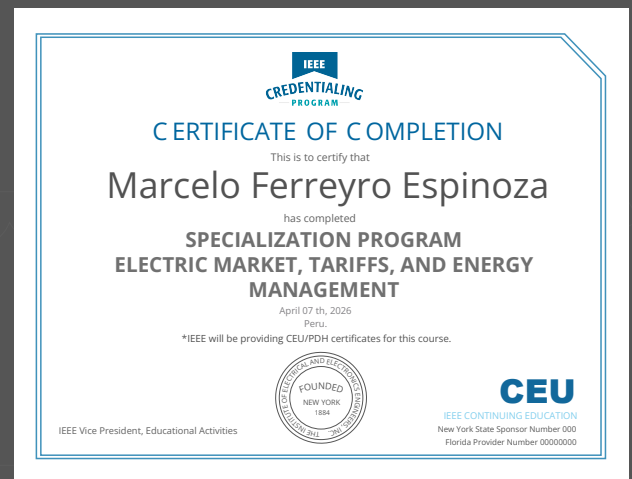 IEEE
CREDENTIALING
PROGRAM
CERTIFICATE OF COMPLETION
This is to certify that
Marcelo Ferreyro Espinoza
has completed
SPECIALIZATION PROGRAM
ELECTRIC MARKET, TARIFFS, AND ENERGY
MANAGEMENT
April 07 th, 2026
Peru.
*IEEE will be providing CEU/PDH certificates for this course.
THE INSTITUTE OF ELECTRICAL AND ELECTRONICS ENGINEERS, INC.
FOUNDED
NEW YORK
1884
CEU
IEEE CONTINUING EDUCATION
New York State Sponsor Number 000
Florida Provider Number 00000000
IEEE Vice President, Educational Activities